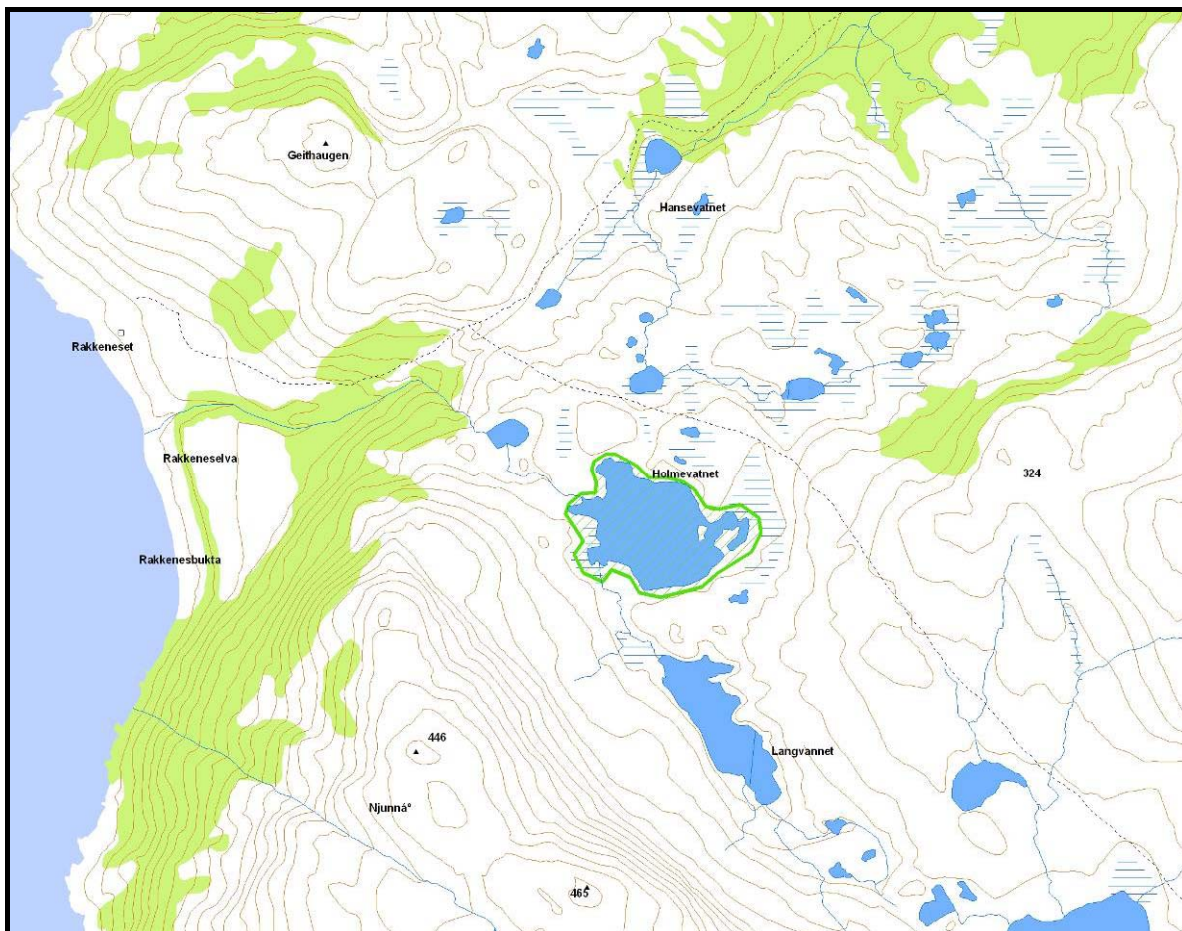 Geithaugen
Hansevatnet
Rakkeneset
Rakkeneselva
Holmevatnet
324
Rakkenesbukta
446
Langvannet
Njunná°
465